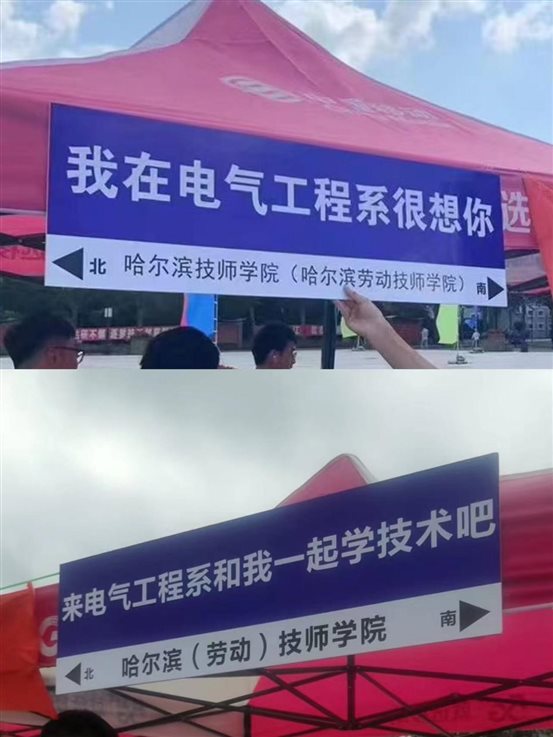 我在电气工程系很想你
选
北 哈尔滨技师学院（哈尔滨劳动技师学院） 南
来电气工程系和我一起学技术吧
北 哈尔滨（劳动）技师学院 南